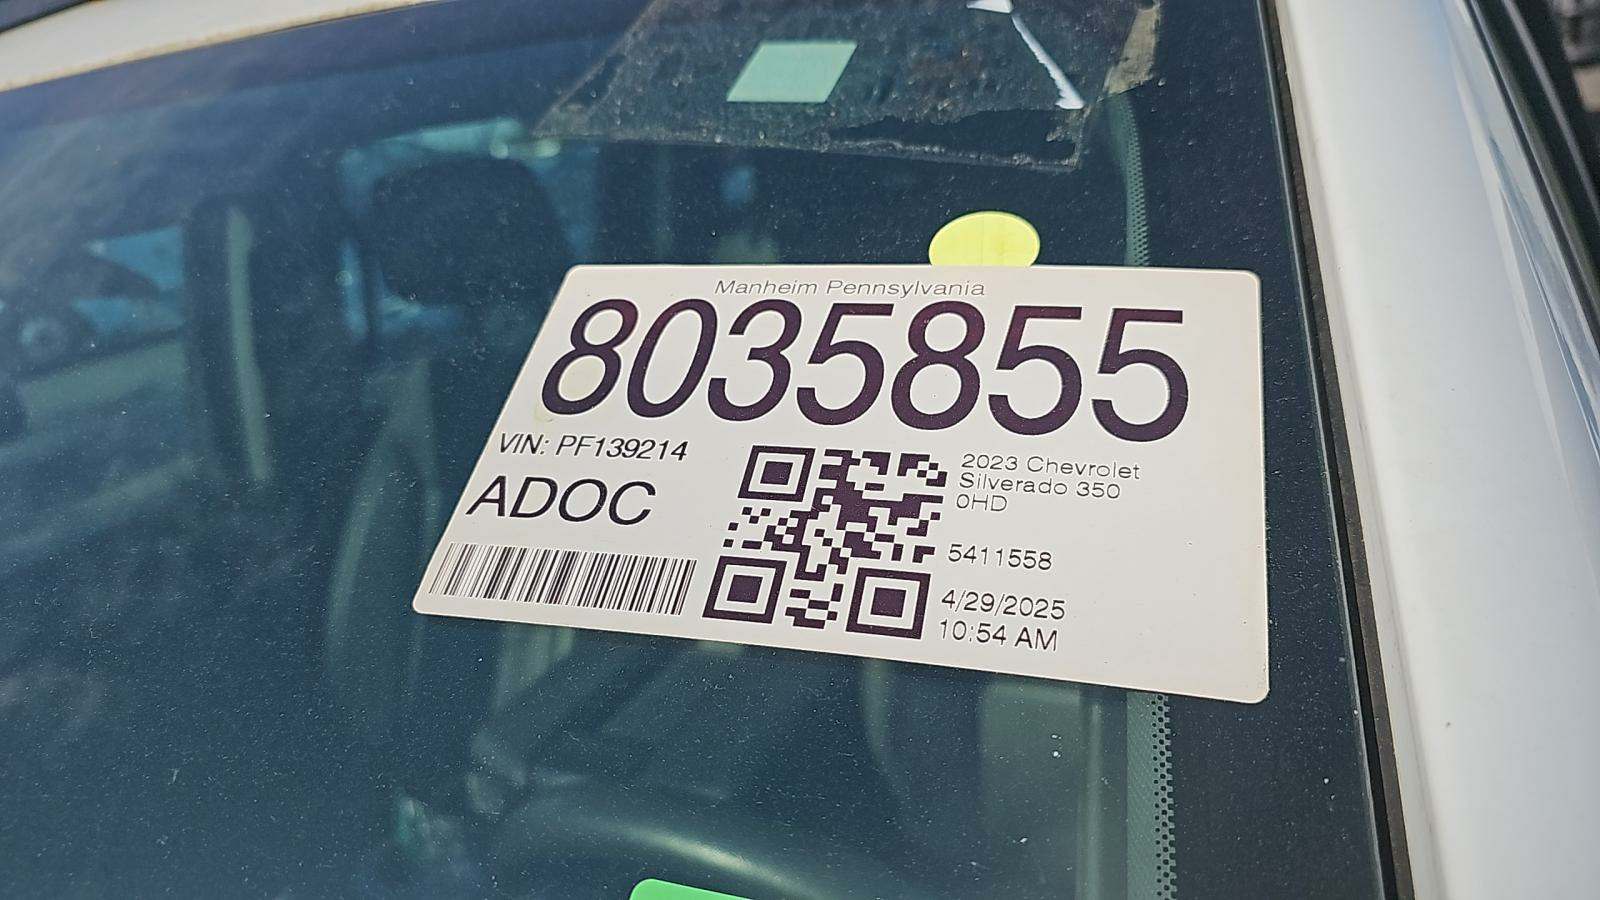 Manheim Pennsylvania
8035855
VIN: PF139214
ADOC
2023 Chevrolet
Silverado 350
0HD
5411558
4/29/2025
10:54 AM